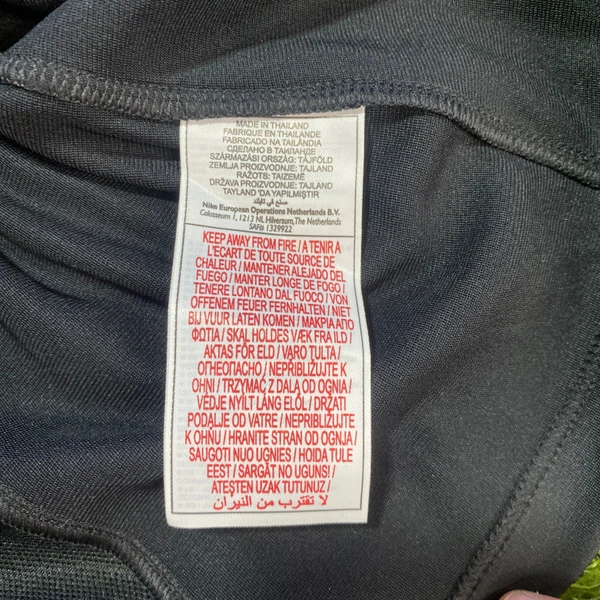 MADE IN THAILAND
FABRIQUE EN THAILANDE
FABRICADO NA TAILÂNDIA
СДЕЛАНО В ТАИЛАНДЕ
SZÁRMAZÁSI ORSZÁG: TÁJFÖLD
ZEMLJA PROIZVODNJE: TAJLAND
RAŽOTS: TAIZEMĒ
DRŽAVA PROIZVODNJE: TAJLAND
TAYLAND 'DA YAPILMIŞTIR
صنع في تايلند
Nike European Operations Netherlands B.V.
Colosseum 1, 1213 NL Hilversum, The Netherlands
SAF# 1329922
KEEP AWAY FROM FIRE / A TENIR A
L'ECART DE TOUTE SOURCE DE
CHALEUR / MANTENER ALEJADO DEL
FUEGO / MANTER LONGE DE FOGO /
TENERE LONTANO DAL FUOCO / VON
OFFENEM FEUER FERNHALTEN / NIET
BIJ VUUR LATEN KOMEN / ΜΑΚΡΙΑ ΑΠΟ
ΦΩΤΙΑ / SKAL HOLDES VÆK FRA ILD /
AKTAS FÖR ELD / VARO TULTA /
ОГНЕОПАСНО / NEPŘIBLIŽUJTE K
OHNI / TRZYMAĆ Z DALA OD OGNIA /
VÉDJE NYÍLT LÁNG ELŐL / DRŽATI
PODALJE OD VATRE / NEPRIBLIŽUJTE
K OHŇU / HRANITE STRAN OD OGNJA /
SAUGOTI NUO UGNIES / HOIDA TULE
EEST / SARGĀT NO UGUNS! /
ATEŞTEN UZAK TUTUNUZ /
لا تقترب من النيران